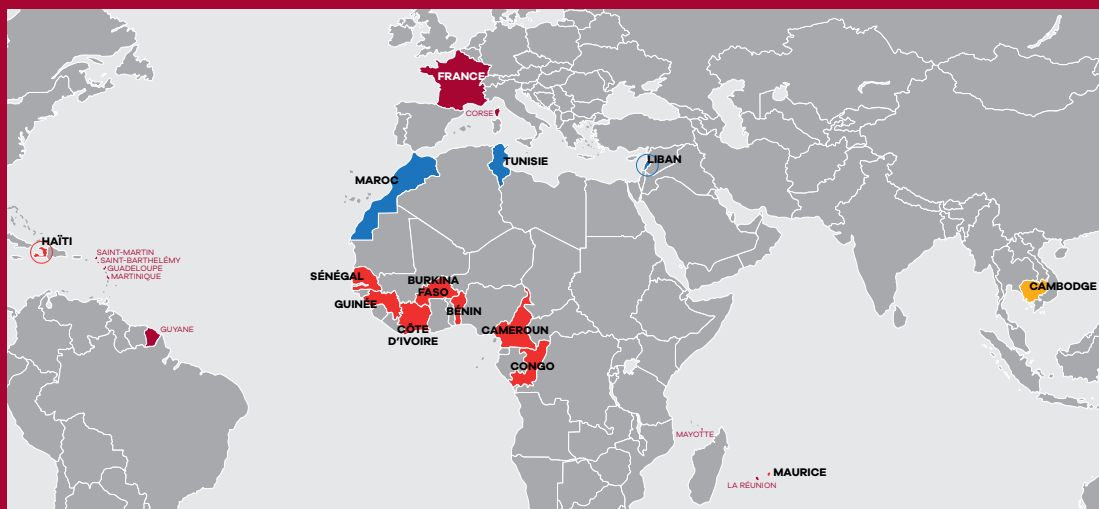 FRANCE
CORSE
TUNISIE
LIBAN
MAROC
HAÏTI
SAINT-MARTIN
SAINT-BARTHÉLÉMY
GUADELOUPE
MARTINIQUE
SÉNÉGAL
BURKINA
FASO
GUINÉE
BÉNIN
CÔTE
D'IVOIRE
CAMEROUN
CAMBODGE
GUYANE
CONGO
MAYOTTE
MAURICE
LA RÉUNION